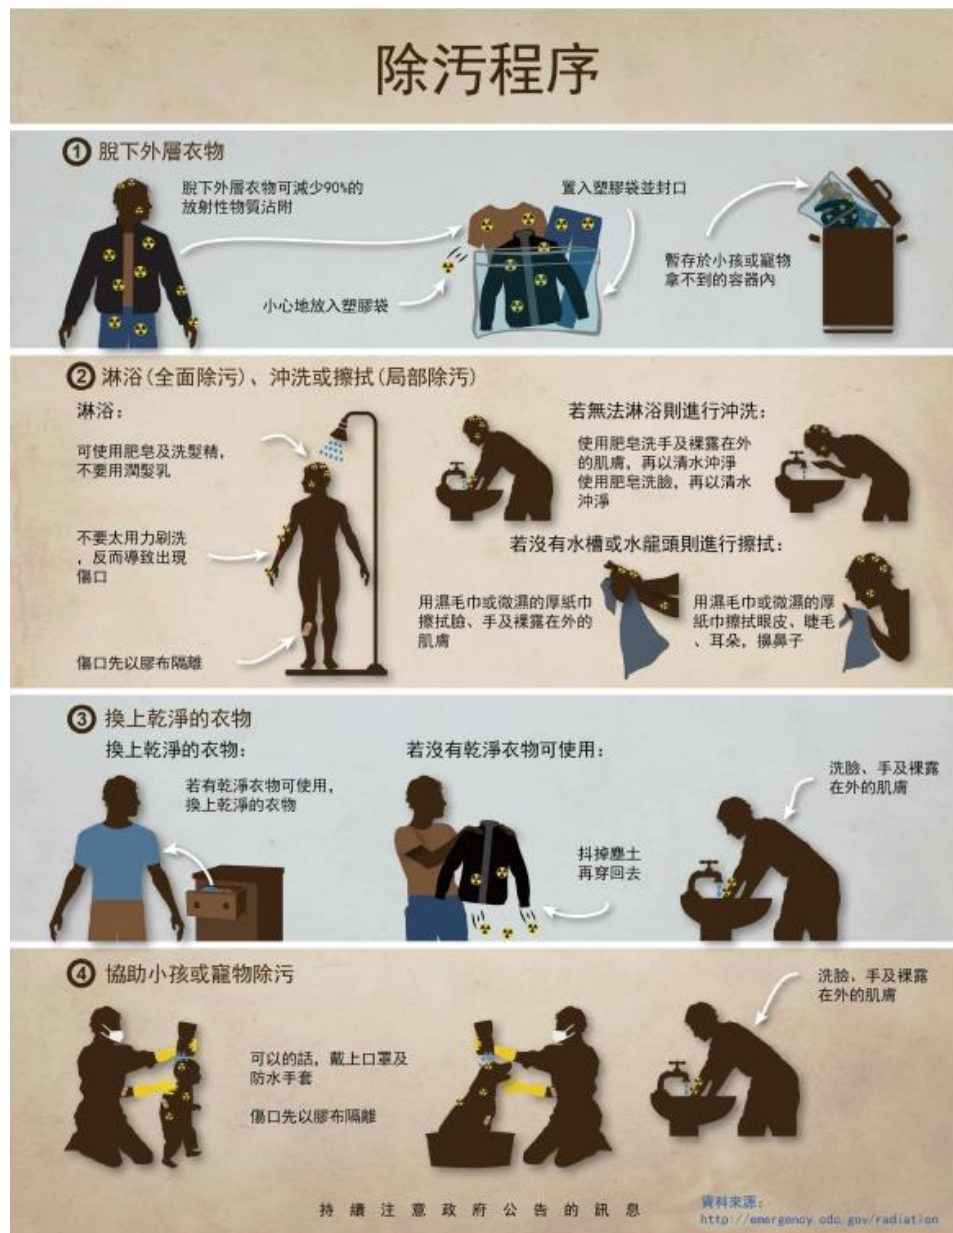 除汚程序
① 脫下外層衣物
脫下外層衣物可減少90%的
放射性物質沾附
小心地放入塑膠袋
置入塑膠袋並封口
暫存於小孩或寵物
拿不到的容器內
② 淋浴(全面除汚)、沖洗或擦拭(局部除汚)
淋浴：
可使用肥皂及洗髮精，
不要用潤髮乳
不要太用力刷洗
，反而導致出現
傷口
傷口先以膠布隔離
若無法淋浴則進行沖洗：
使用肥皂洗手及裸露在外
的肌膚，再以清水沖淨
使用肥皂洗臉，再以清水
沖淨
若沒有水槽或水龍頭則進行擦拭：
用濕毛巾或微濕的厚紙巾
擦拭臉、手及裸露在外的
肌膚
用濕毛巾或微濕的厚
紙巾擦拭眼皮、睫毛
、耳朵，擤鼻子
③ 換上乾淨的衣物
換上乾淨的衣物：
若有乾淨衣物可使用，
換上乾淨的衣物
若沒有乾淨衣物可使用：
抖掉塵土
再穿回去
洗臉、手及裸露
在外的肌膚
④ 協助小孩或寵物除汚
可以的話，戴上口罩及
防水手套
傷口先以膠布隔離
洗臉、手及裸露
在外的肌膚
持續注意政府公告的訊息
資料來源：
http://emergency.cdc.gov/radiation